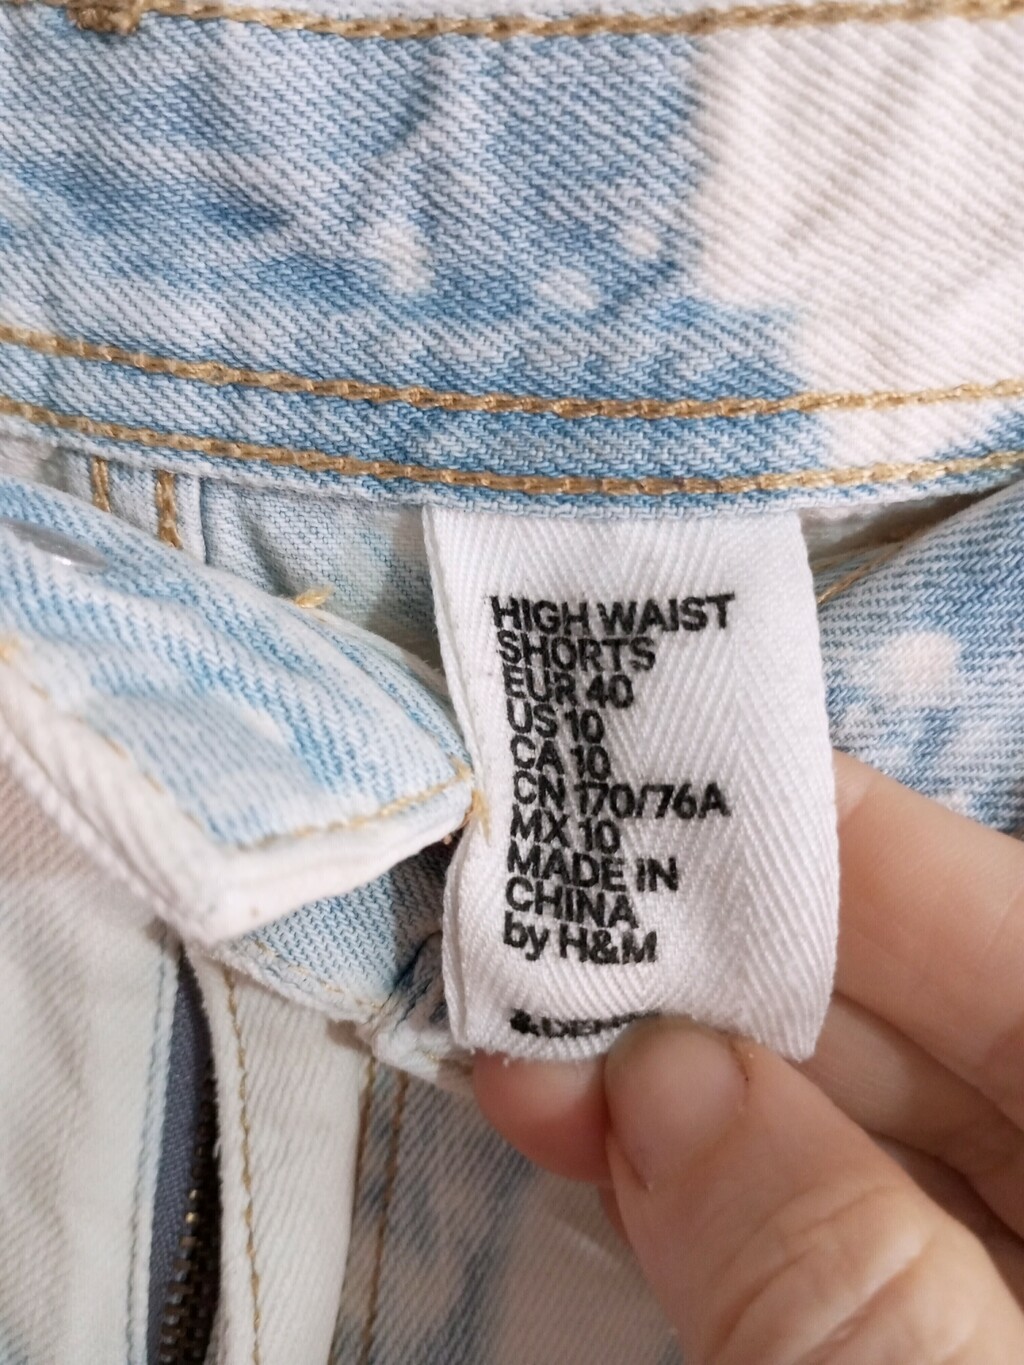 HIGH WAIST
SHORTS
EUR 40
US 10
CA 10
CN 170/76A
MX 10
MADE IN
CHINA
by H&M